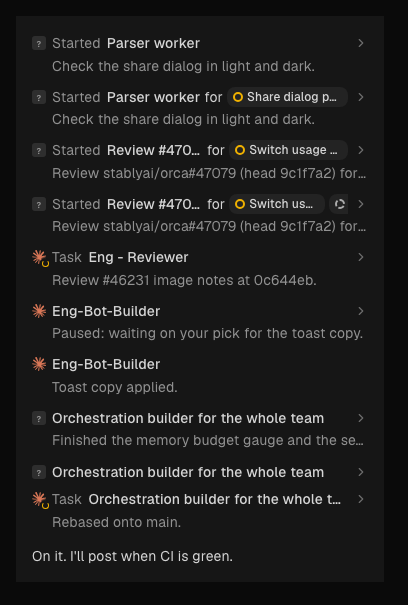 ? Started Parser worker
Check the share dialog in light and dark.
? Started Parser worker for Share dialog p...
Check the share dialog in light and dark.
? Started Review #470... for Switch usage ...
Review stablyai/orca#47079 (head 9c1f7a2) for...
? Started Review #470... for Switch us...
Review stablyai/orca#47079 (head 9c1f7a2) for...
Task Eng - Reviewer
Review #46231 image notes at 0c644eb.
Eng-Bot-Builder
Paused: waiting on your pick for the toast copy.
Eng-Bot-Builder
Toast copy applied.
? Orchestration builder for the whole team
Finished the memory budget gauge and the se...
? Orchestration builder for the whole team
Task Orchestration builder for the whole t...
Rebased onto main.
On it. I'll post when CI is green.